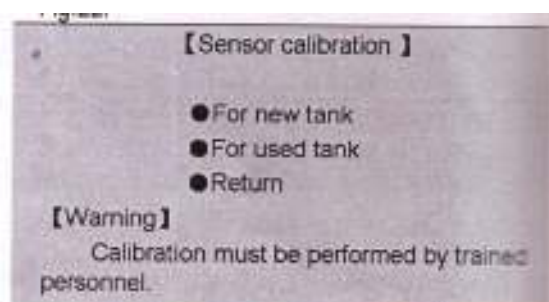 【Sensor calibration 】
●For new tank
●For used tank
●Return
【Warning】
Calibration must be performed by trained
personnel.